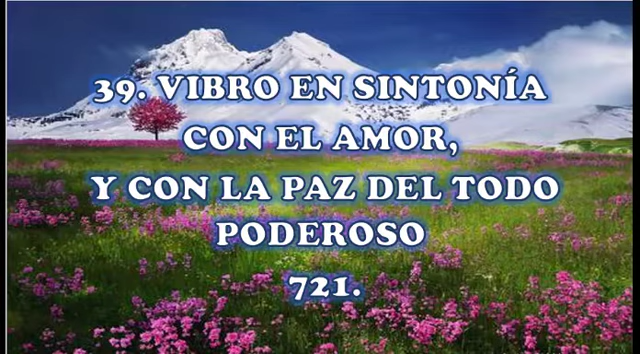 39. VIBRO EN SINTONÍA
CON EL AMOR,
Y CON LA PAZ DEL TODO
PODEROSO
721.